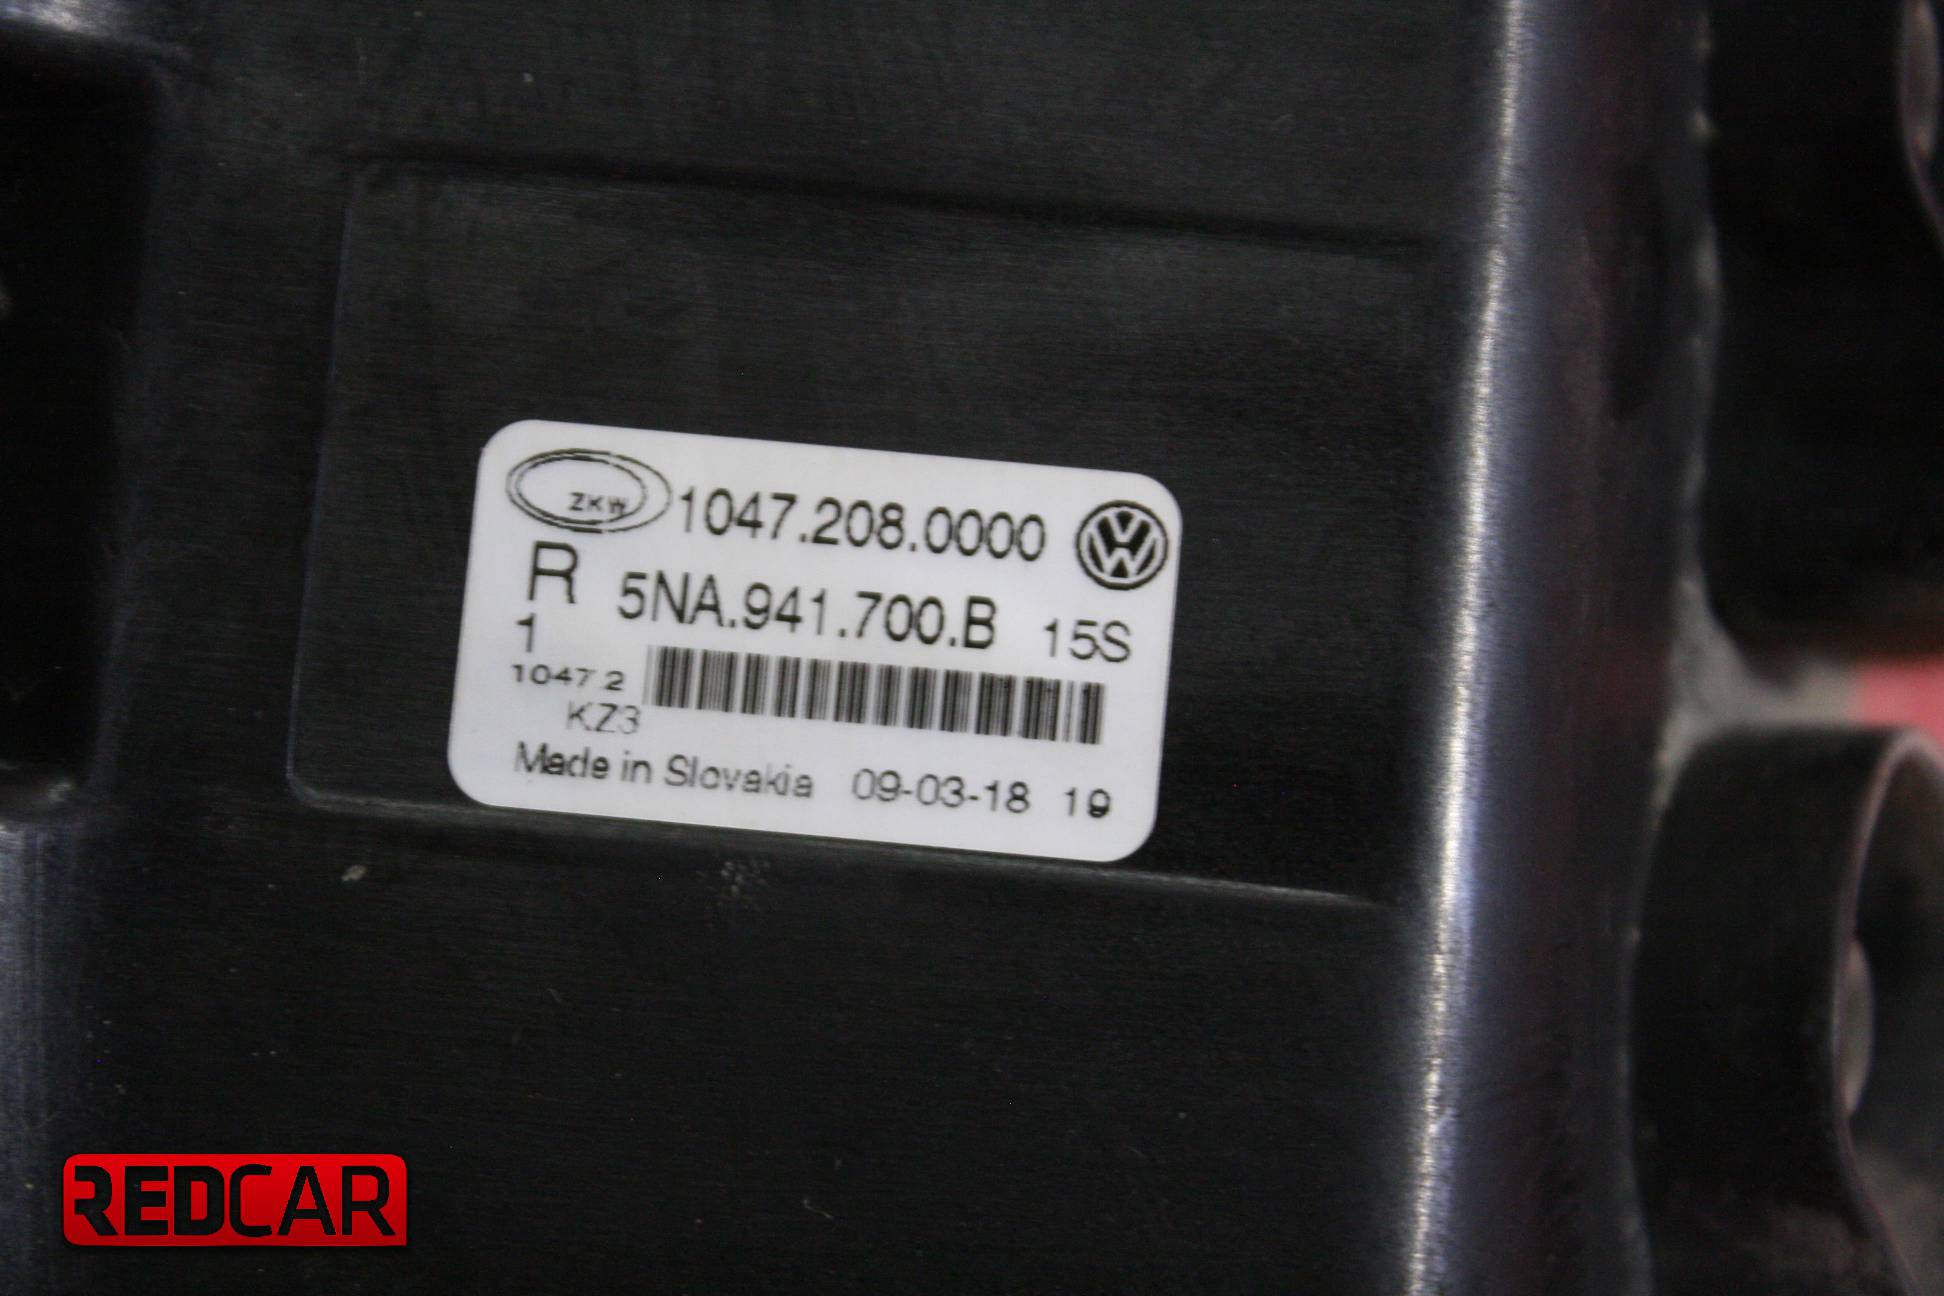 ZKW 1047.208.0000
R 5NA.941.700.B 15S
1
1047.2
KZ3
Made in Slovakia 09-03-18 19
REDCAR